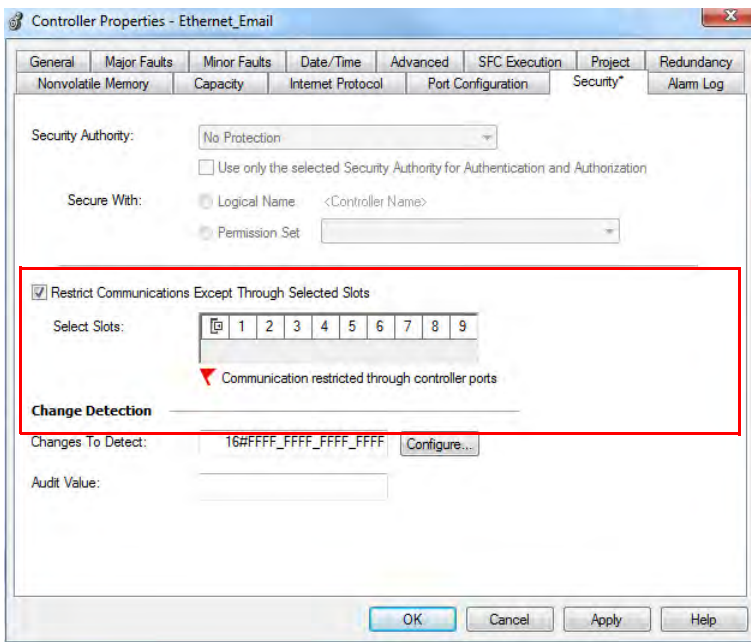 Controller Properties - Ethernet_Email
X
General Major Faults Minor Faults Date/Time Advanced SFC Execution Project Redundancy
Nonvolatile Memory Capacity Internet Protocol Port Configuration Security* Alarm Log
Security Authority: No Protection
Use only the selected Security Authority for Authentication and Authorization
Secure With: Logical Name <Controller Name>
Permission Set
Restrict Communications Except Through Selected Slots
Select Slots: 1 2 3 4 5 6 7 8 9
Communication restricted through controller ports
Change Detection
Changes To Detect: 16#FFFF_FFFF_FFFF_FFFF Configure...
Audit Value:
OK Cancel Apply Help